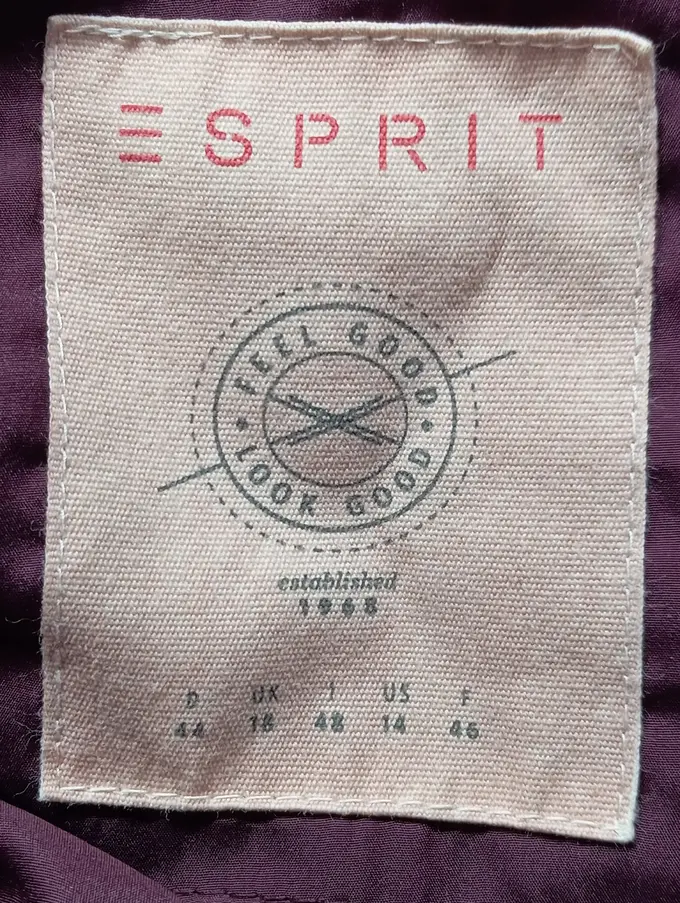 ESPRIT
FEEL GOOD
LOOK GOOD
established
1968
D UK I US F
44 18 48 14 46